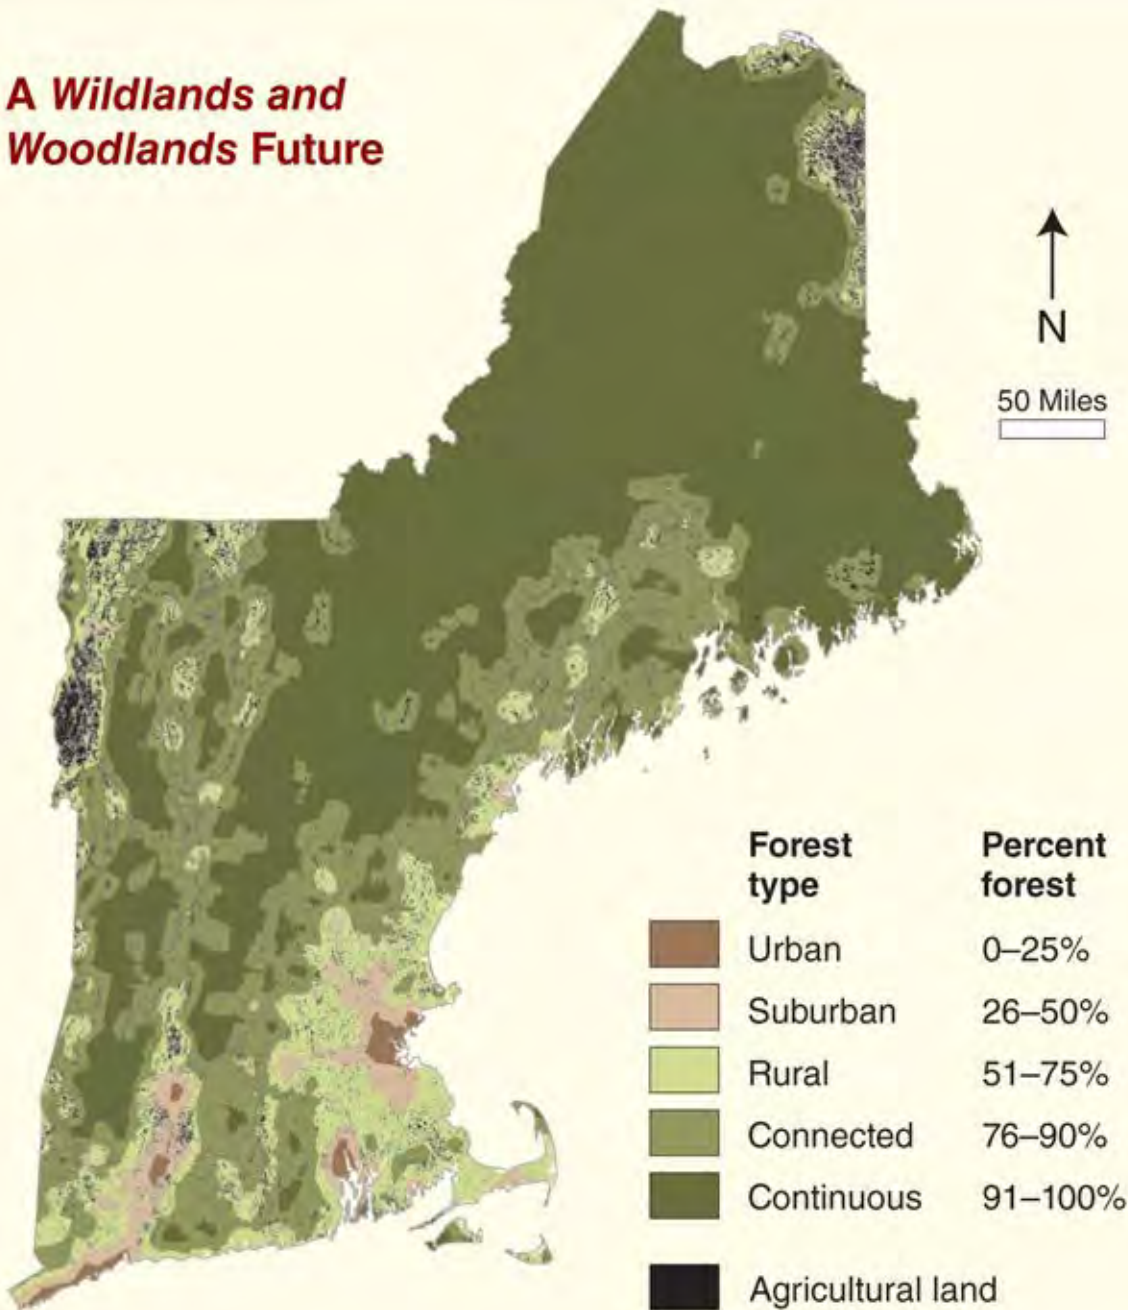 A Wildlands and
Woodlands Future
N
50 Miles
Forest type Percent forest
Urban 0–25%
Suburban 26–50%
Rural 51–75%
Connected 76–90%
Continuous 91–100%
Agricultural land